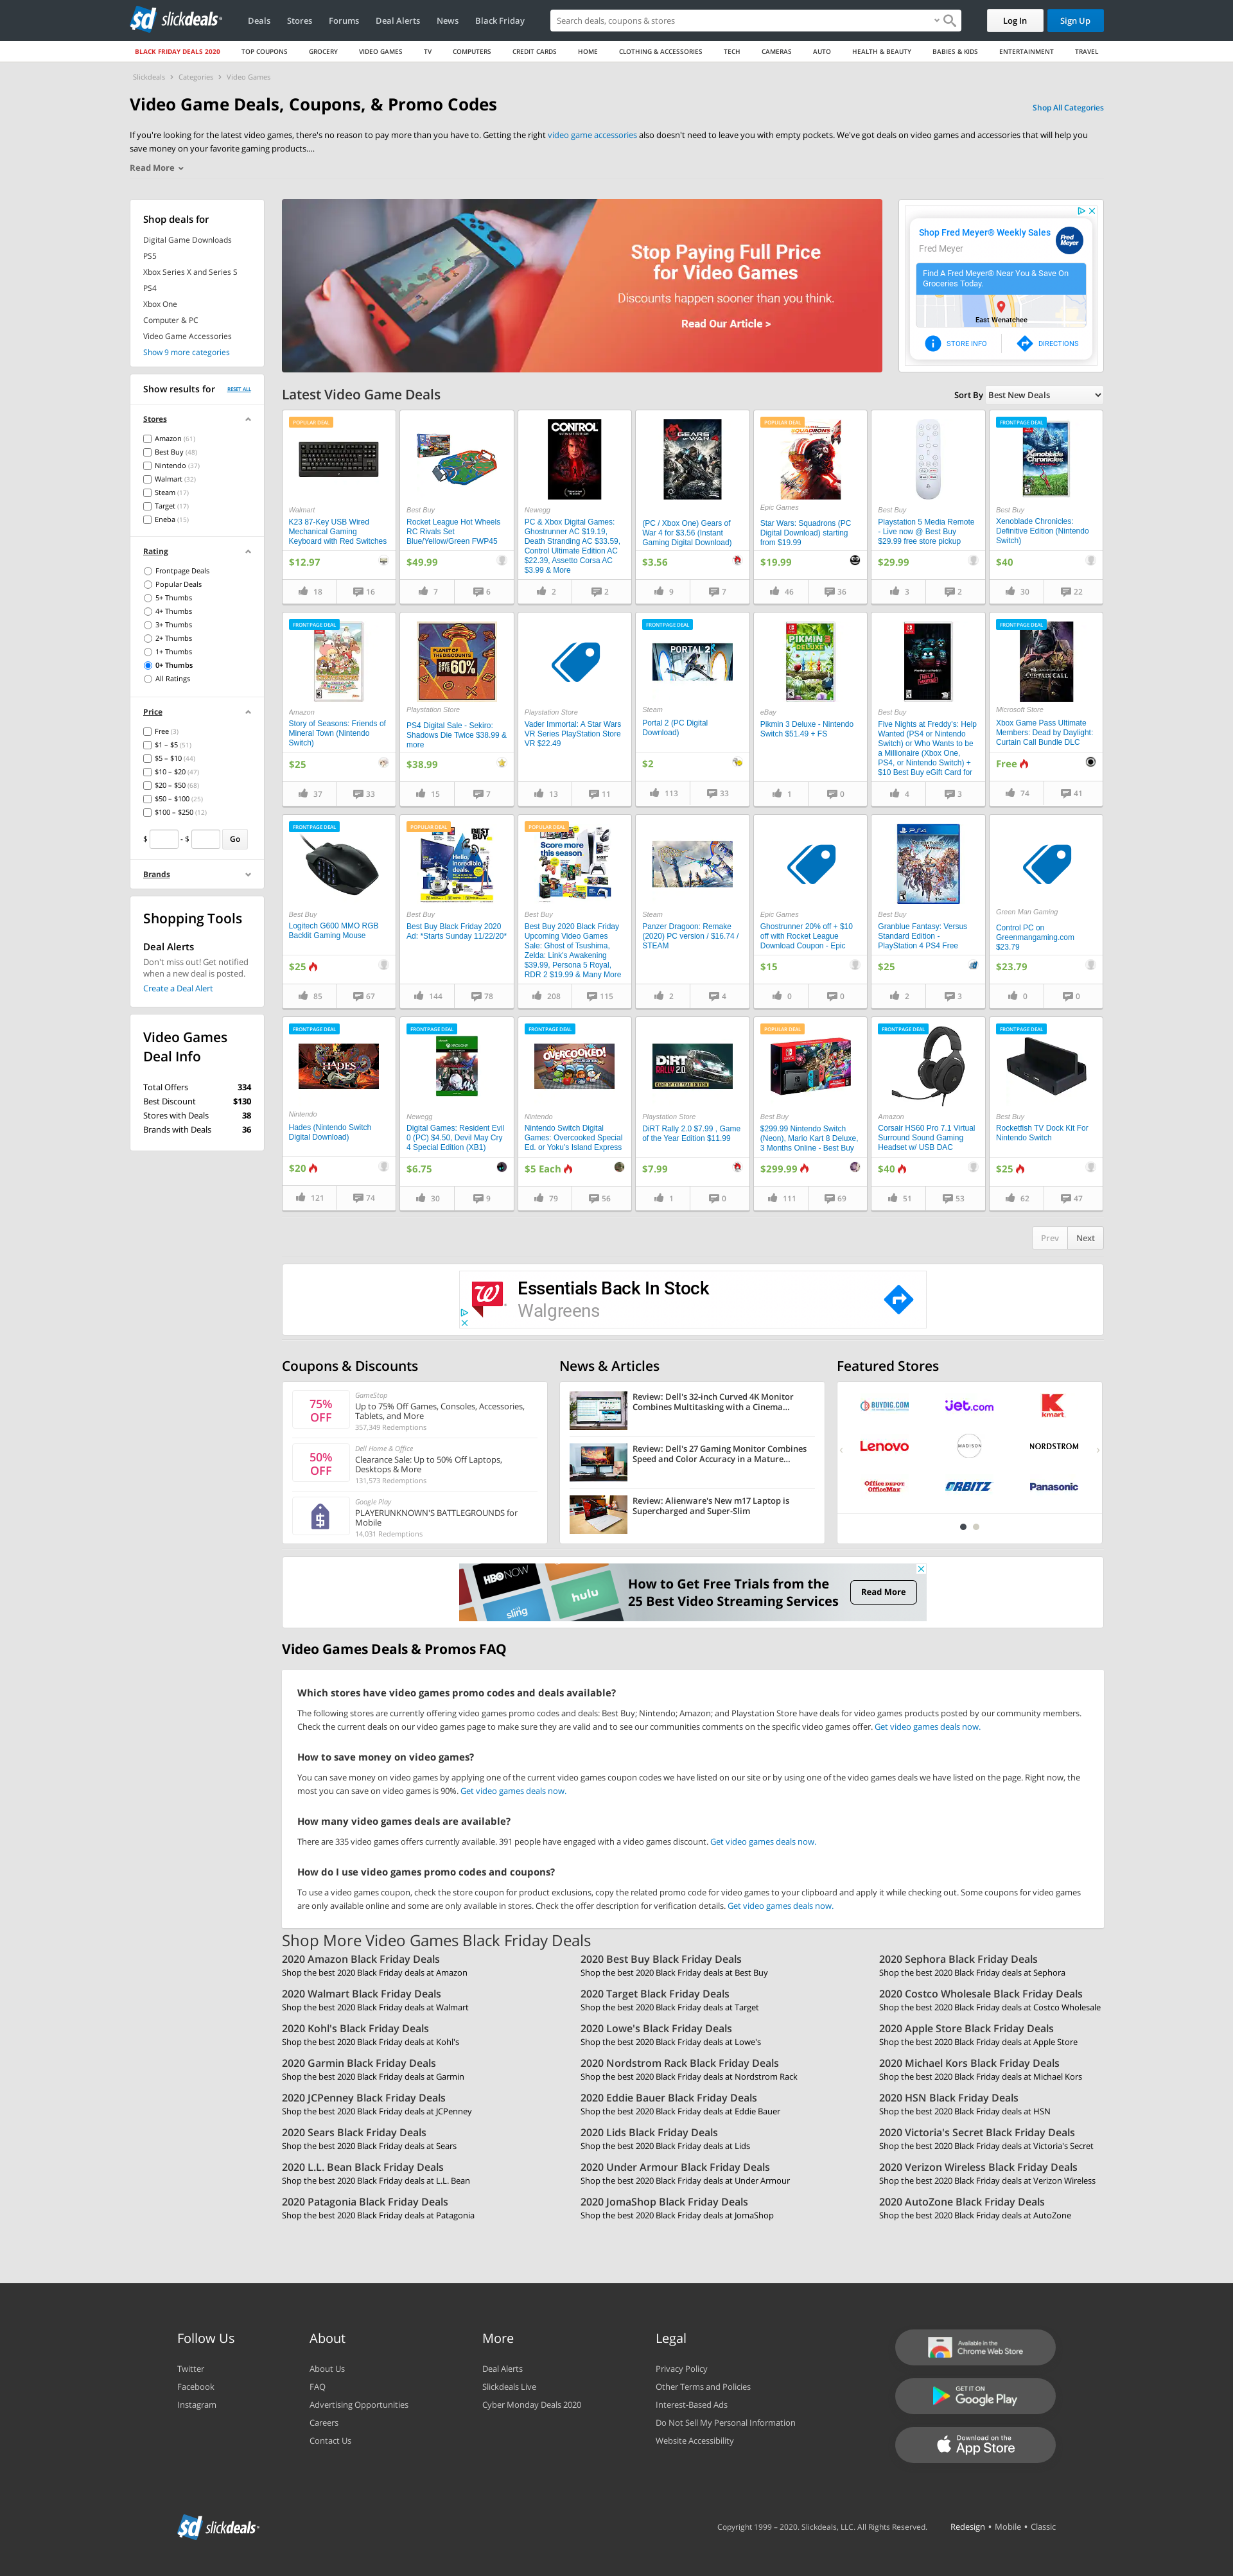 slickdeals
Deals
Stores
Forums
Deal Alerts
News
Black Friday
Search deals, coupons & stores
Log In
Sign Up
BLACK FRIDAY DEALS 2020
TOP COUPONS
GROCERY
VIDEO GAMES
TV
COMPUTERS
CREDIT CARDS
HOME
CLOTHING & ACCESSORIES
TECH
CAMERAS
AUTO
HEALTH & BEAUTY
BABIES & KIDS
ENTERTAINMENT
TRAVEL
Slickdeals > Categories > Video Games
Video Game Deals, Coupons, & Promo Codes
Shop All Categories
If you're looking for the latest video games, there's no reason to pay more than you have to. Getting the right video game accessories also doesn't need to leave you with empty pockets. We've got deals on video games and accessories that will help you
save money on your favorite gaming products....
Read More
Shop deals for
Digital Game Downloads
PS5
Xbox Series X and Series S
PS4
Xbox One
Computer & PC
Video Game Accessories
Show 9 more categories
Show results for
RESET ALL
Stores
Amazon (61)
Best Buy (48)
Nintendo (37)
Walmart (32)
Steam (17)
Target (17)
Eneba (15)
Rating
Frontpage Deals
Popular Deals
5+ Thumbs
4+ Thumbs
3+ Thumbs
2+ Thumbs
1+ Thumbs
0+ Thumbs
All Ratings
Price
Free (3)
$1 – $5 (51)
$5 – $10 (44)
$10 – $20 (47)
$20 – $50 (68)
$50 – $100 (25)
$100 – $250 (12)
$ - $ Go
Brands
Shopping Tools
Deal Alerts
Don't miss out! Get notified
when a new deal is posted.
Create a Deal Alert
Video Games
Deal Info
Total Offers 334
Best Discount $130
Stores with Deals 38
Brands with Deals 36
Stop Paying Full Price
for Video Games
Discounts happen sooner than you think.
Read Our Article >
Shop Fred Meyer® Weekly Sales
Fred Meyer
Fred Meyer
Find A Fred Meyer® Near You & Save On
Groceries Today.
East Wenatchee
STORE INFO
DIRECTIONS
Latest Video Game Deals
Sort By Best New Deals
POPULAR DEAL
Walmart
K23 87-Key USB Wired
Mechanical Gaming
Keyboard with Red Switches
$12.97
18
16
Best Buy
Rocket League Hot Wheels
RC Rivals Set
Blue/Yellow/Green FWP45
$49.99
7
6
CONTROL
Newegg
PC & Xbox Digital Games:
Ghostrunner AC $19.19,
Death Stranding AC $33.59,
Control Ultimate Edition AC
$22.39, Assetto Corsa AC
$3.99 & More
2
2
GEARS OF WAR
(PC / Xbox One) Gears of
War 4 for $3.56 (Instant
Gaming Digital Download)
$3.56
9
7
POPULAR DEAL
SQUADRONS
Epic Games
Star Wars: Squadrons (PC
Digital Download) starting
from $19.99
$19.99
46
36
Best Buy
Playstation 5 Media Remote
- Live now @ Best Buy
$29.99 free store pickup
$29.99
3
2
FRONTPAGE DEAL
Xenoblade Chronicles
Best Buy
Xenoblade Chronicles:
Definitive Edition (Nintendo
Switch)
$40
30
22
FRONTPAGE DEAL
Amazon
Story of Seasons: Friends of
Mineral Town (Nintendo
Switch)
$25
37
33
PLANET OF
THE DISCOUNTS
60%
Playstation Store
PS4 Digital Sale - Sekiro:
Shadows Die Twice $38.99 &
more
$38.99
15
7
Playstation Store
Vader Immortal: A Star Wars
VR Series PlayStation Store
VR $22.49
13
11
FRONTPAGE DEAL
PORTAL 2
Steam
Portal 2 (PC Digital
Download)
$2
113
33
PIKMIN 3
DELUXE
eBay
Pikmin 3 Deluxe - Nintendo
Switch $51.49 + FS
1
0
HELP WANTED
Best Buy
Five Nights at Freddy's: Help
Wanted (PS4 or Nintendo
Switch) or Who Wants to be
a Millionaire (Xbox One,
PS4, or Nintendo Switch) +
$10 Best Buy eGift Card for
4
3
FRONTPAGE DEAL
CURTAIN CALL
Microsoft Store
Xbox Game Pass Ultimate
Members: Dead by Daylight:
Curtain Call Bundle DLC
Free
74
41
FRONTPAGE DEAL
Best Buy
Logitech G600 MMO RGB
Backlit Gaming Mouse
$25
85
67
POPULAR DEAL
BEST BUY
Hello,
incredible
deals.
Best Buy
Best Buy Black Friday 2020
Ad: *Starts Sunday 11/22/20*
144
78
POPULAR DEAL
Score more
this season
Best Buy
Best Buy 2020 Black Friday
Upcoming Video Games
Sale: Ghost of Tsushima,
Zelda: Link's Awakening
$39.99, Persona 5 Royal,
RDR 2 $19.99 & Many More
208
115
Steam
Panzer Dragoon: Remake
(2020) PC version / $16.74 /
STEAM
2
4
Epic Games
Ghostrunner 20% off + $10
off with Rocket League
Download Coupon - Epic
$15
0
0
PS4
Best Buy
Granblue Fantasy: Versus
Standard Edition -
PlayStation 4 PS4 Free
$25
2
3
Green Man Gaming
Control PC on
Greenmangaming.com
$23.79
$23.79
0
0
FRONTPAGE DEAL
HADES
Nintendo
Hades (Nintendo Switch
Digital Download)
$20
121
74
FRONTPAGE DEAL
Newegg
Digital Games: Resident Evil
0 (PC) $4.50, Devil May Cry
4 Special Edition (XB1)
$6.75
30
9
FRONTPAGE DEAL
OVERCOOKED!
Nintendo
Nintendo Switch Digital
Games: Overcooked Special
Ed. or Yoku's Island Express
$5 Each
79
56
DiRT
RALLY 2.0
Playstation Store
DiRT Rally 2.0 $7.99 , Game
of the Year Edition $11.99
$7.99
1
0
POPULAR DEAL
Best Buy
$299.99 Nintendo Switch
(Neon), Mario Kart 8 Deluxe,
3 Months Online - Best Buy
$299.99
111
69
FRONTPAGE DEAL
Amazon
Corsair HS60 Pro 7.1 Virtual
Surround Sound Gaming
Headset w/ USB DAC
$40
51
53
FRONTPAGE DEAL
Best Buy
Rocketfish TV Dock Kit For
Nintendo Switch
$25
62
47
Prev
Next
Essentials Back In Stock
Walgreens
Coupons & Discounts
75%
OFF
GameStop
Up to 75% Off Games, Consoles, Accessories,
Tablets, and More
357,349 Redemptions
50%
OFF
Dell Home & Office
Clearance Sale: Up to 50% Off Laptops,
Desktops & More
131,573 Redemptions
Google Play
PLAYERUNKNOWN'S BATTLEGROUNDS for
Mobile
14,031 Redemptions
News & Articles
Review: Dell's 32-inch Curved 4K Monitor
Combines Multitasking with a Cinema...
Review: Dell's 27 Gaming Monitor Combines
Speed and Color Accuracy in a Mature...
Review: Alienware's New m17 Laptop is
Supercharged and Super-Slim
Featured Stores
BUYDIG.COM
jet.com
kmart
Lenovo
MADISON
NORDSTROM
Office DEPOT
OfficeMax
ORBITZ
Panasonic
HBO NOW
sling
hulu
How to Get Free Trials from the
25 Best Video Streaming Services
Read More
Video Games Deals & Promos FAQ
Which stores have video games promo codes and deals available?
The following stores are currently offering video games promo codes and deals: Best Buy; Nintendo; Amazon; and Playstation Store have deals for video games products posted by our community members.
Check the current deals on our video games page to make sure they are valid and to see our communities comments on the specific video games offer. Get video games deals now.
How to save money on video games?
You can save money on video games by applying one of the current video games coupon codes we have listed on our site or by using one of the video games deals we have listed on the page. Right now, the
most you can save on video games is 90%. Get video games deals now.
How many video games deals are available?
There are 335 video games offers currently available. 391 people have engaged with a video games discount. Get video games deals now.
How do I use video games promo codes and coupons?
To use a video games coupon, check the store coupon for product exclusions, copy the related promo code for video games to your clipboard and apply it while checking out. Some coupons for video games
are only available online and some are only available in stores. Check the offer description for verification details. Get video games deals now.
Shop More Video Games Black Friday Deals
2020 Amazon Black Friday Deals
Shop the best 2020 Black Friday deals at Amazon
2020 Best Buy Black Friday Deals
Shop the best 2020 Black Friday deals at Best Buy
2020 Sephora Black Friday Deals
Shop the best 2020 Black Friday deals at Sephora
2020 Walmart Black Friday Deals
Shop the best 2020 Black Friday deals at Walmart
2020 Target Black Friday Deals
Shop the best 2020 Black Friday deals at Target
2020 Costco Wholesale Black Friday Deals
Shop the best 2020 Black Friday deals at Costco Wholesale
2020 Kohl's Black Friday Deals
Shop the best 2020 Black Friday deals at Kohl's
2020 Lowe's Black Friday Deals
Shop the best 2020 Black Friday deals at Lowe's
2020 Apple Store Black Friday Deals
Shop the best 2020 Black Friday deals at Apple Store
2020 Garmin Black Friday Deals
Shop the best 2020 Black Friday deals at Garmin
2020 Nordstrom Rack Black Friday Deals
Shop the best 2020 Black Friday deals at Nordstrom Rack
2020 Michael Kors Black Friday Deals
Shop the best 2020 Black Friday deals at Michael Kors
2020 JCPenney Black Friday Deals
Shop the best 2020 Black Friday deals at JCPenney
2020 Eddie Bauer Black Friday Deals
Shop the best 2020 Black Friday deals at Eddie Bauer
2020 HSN Black Friday Deals
Shop the best 2020 Black Friday deals at HSN
2020 Sears Black Friday Deals
Shop the best 2020 Black Friday deals at Sears
2020 Lids Black Friday Deals
Shop the best 2020 Black Friday deals at Lids
2020 Victoria's Secret Black Friday Deals
Shop the best 2020 Black Friday deals at Victoria's Secret
2020 L.L. Bean Black Friday Deals
Shop the best 2020 Black Friday deals at L.L. Bean
2020 Under Armour Black Friday Deals
Shop the best 2020 Black Friday deals at Under Armour
2020 Verizon Wireless Black Friday Deals
Shop the best 2020 Black Friday deals at Verizon Wireless
2020 Patagonia Black Friday Deals
Shop the best 2020 Black Friday deals at Patagonia
2020 JomaShop Black Friday Deals
Shop the best 2020 Black Friday deals at JomaShop
2020 AutoZone Black Friday Deals
Shop the best 2020 Black Friday deals at AutoZone
Follow Us
Twitter
Facebook
Instagram
About
About Us
FAQ
Advertising Opportunities
Careers
Contact Us
More
Deal Alerts
Slickdeals Live
Cyber Monday Deals 2020
Legal
Privacy Policy
Other Terms and Policies
Interest-Based Ads
Do Not Sell My Personal Information
Website Accessibility
Available in the
Chrome Web Store
GET IT ON
Google Play
Download on the
App Store
slickdeals
Copyright 1999 – 2020. Slickdeals, LLC. All Rights Reserved.
Redesign • Mobile • Classic